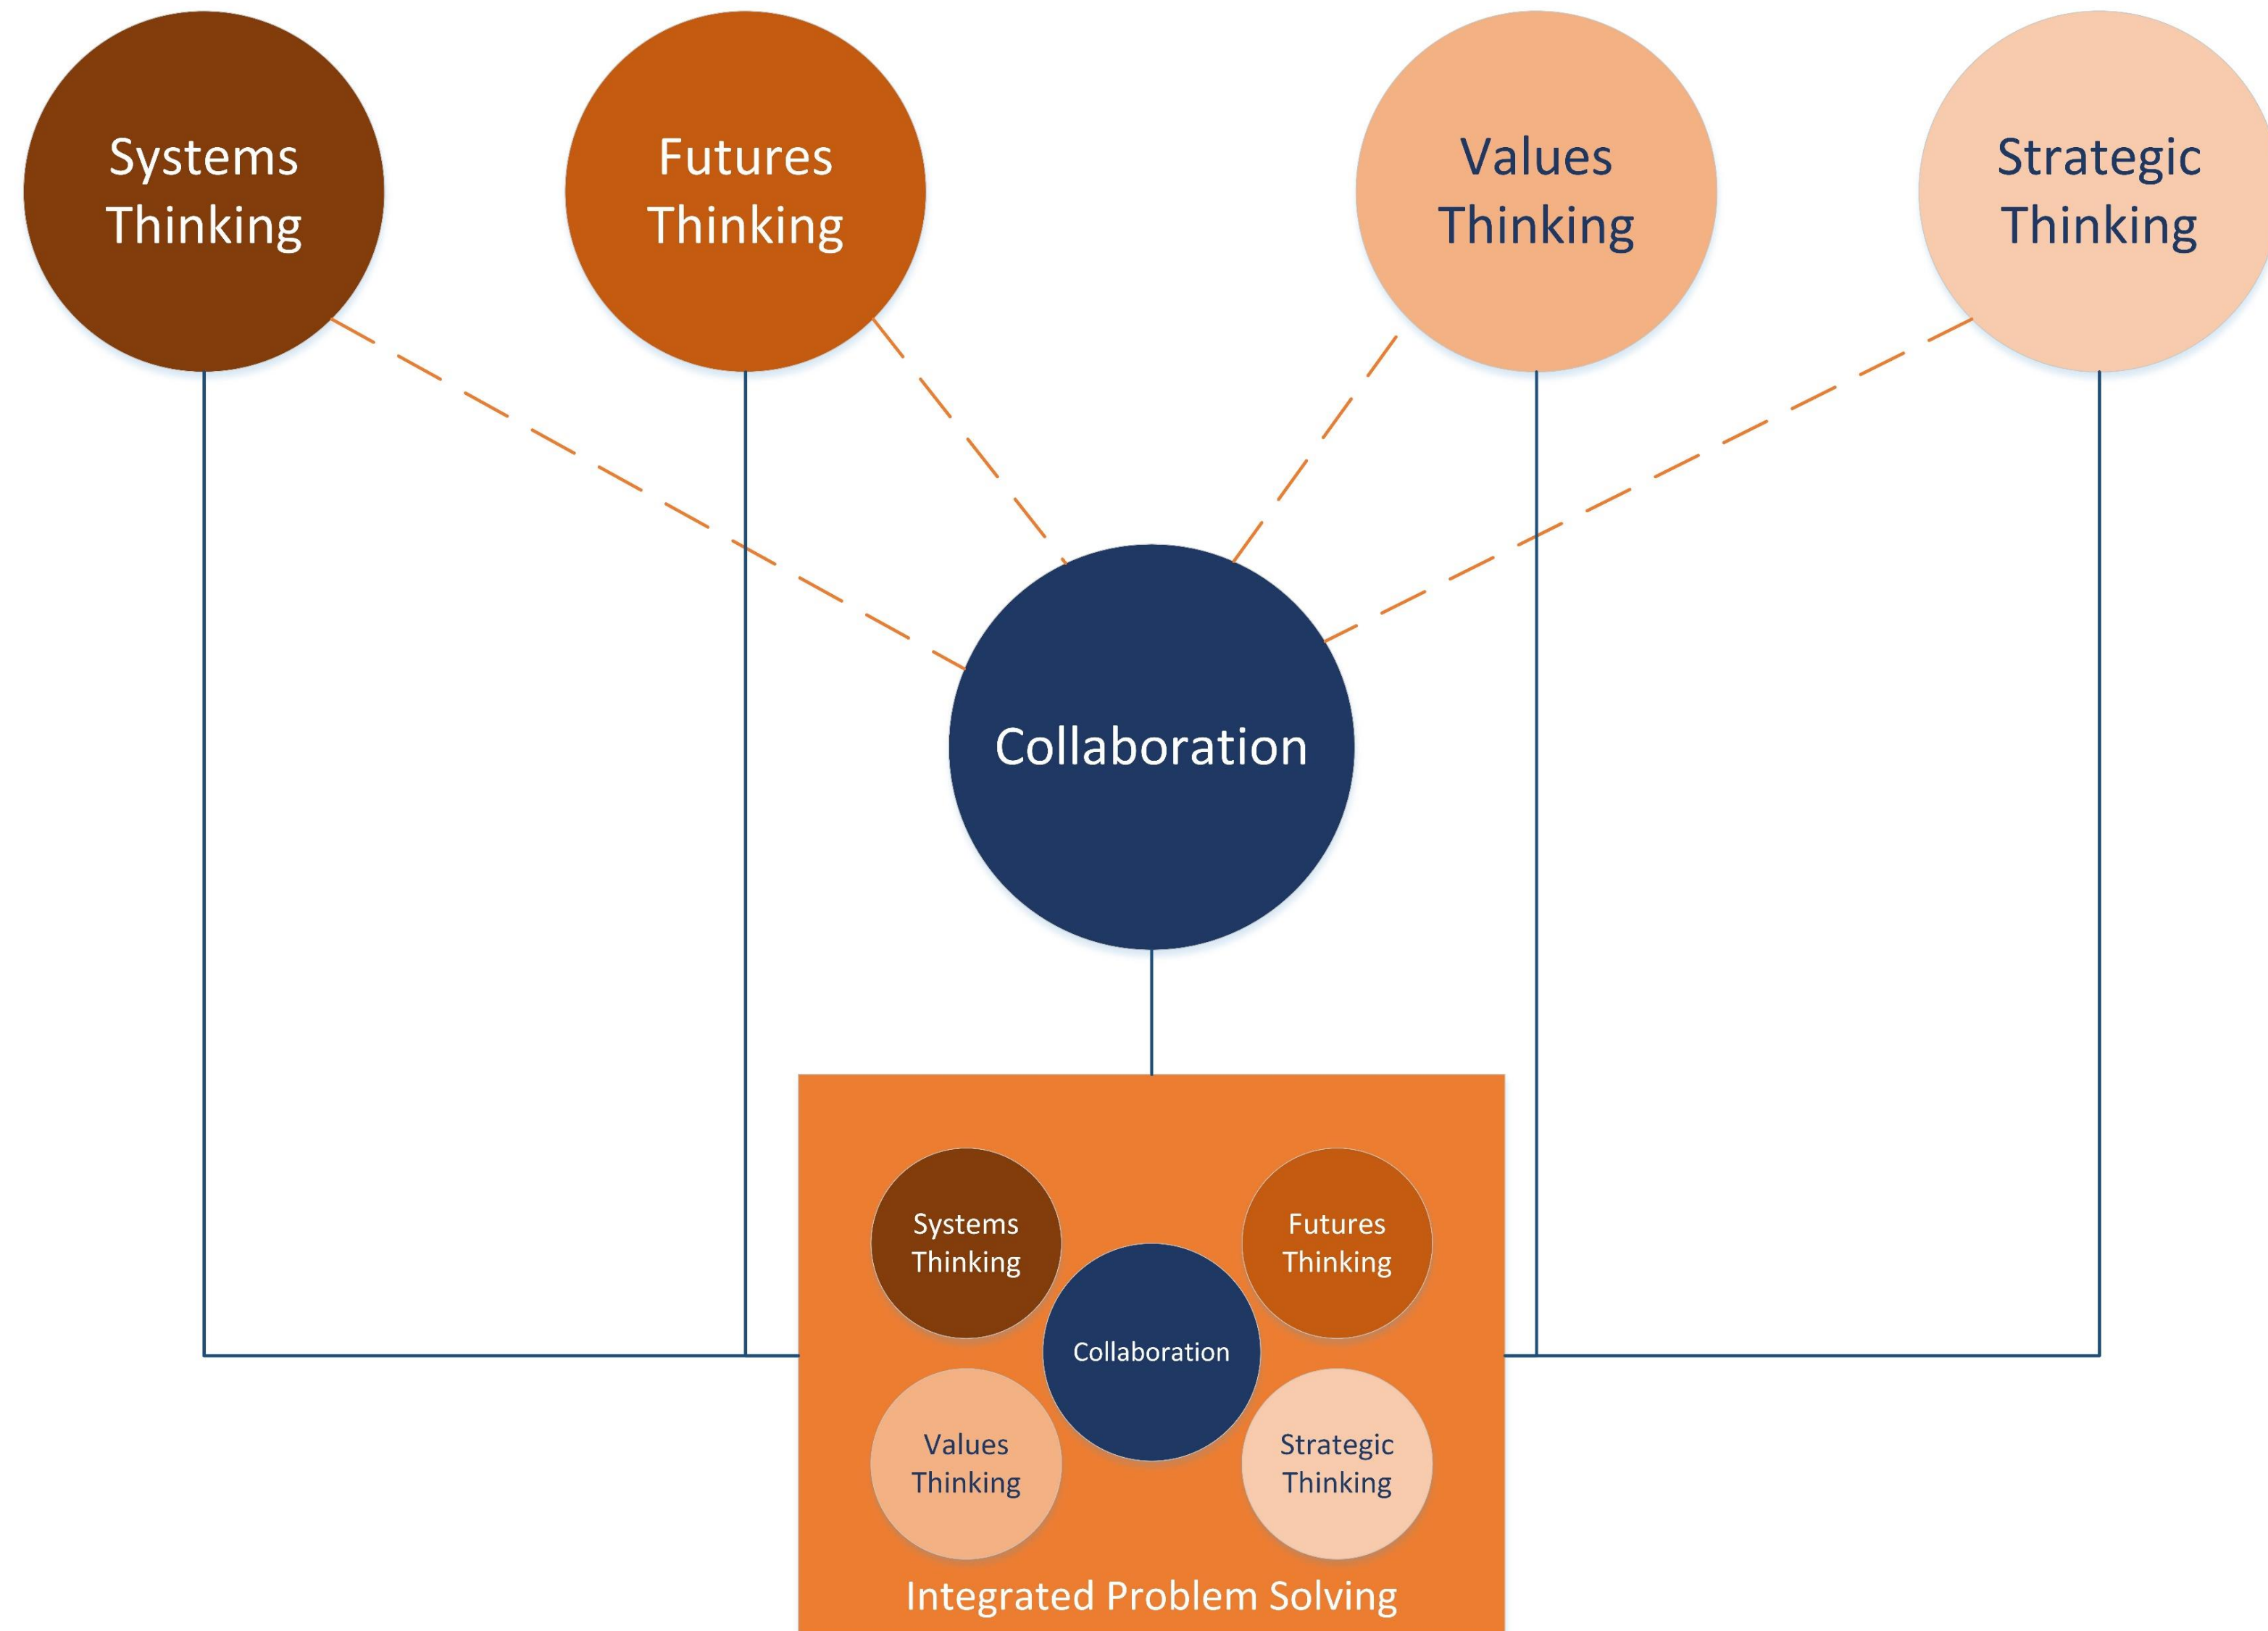 Systems
Thinking
Futures
Thinking
Values
Thinking
Strategic
Thinking
Collaboration
Systems
Thinking
Futures
Thinking
Collaboration
Values
Thinking
Strategic
Thinking
Integrated Problem Solving